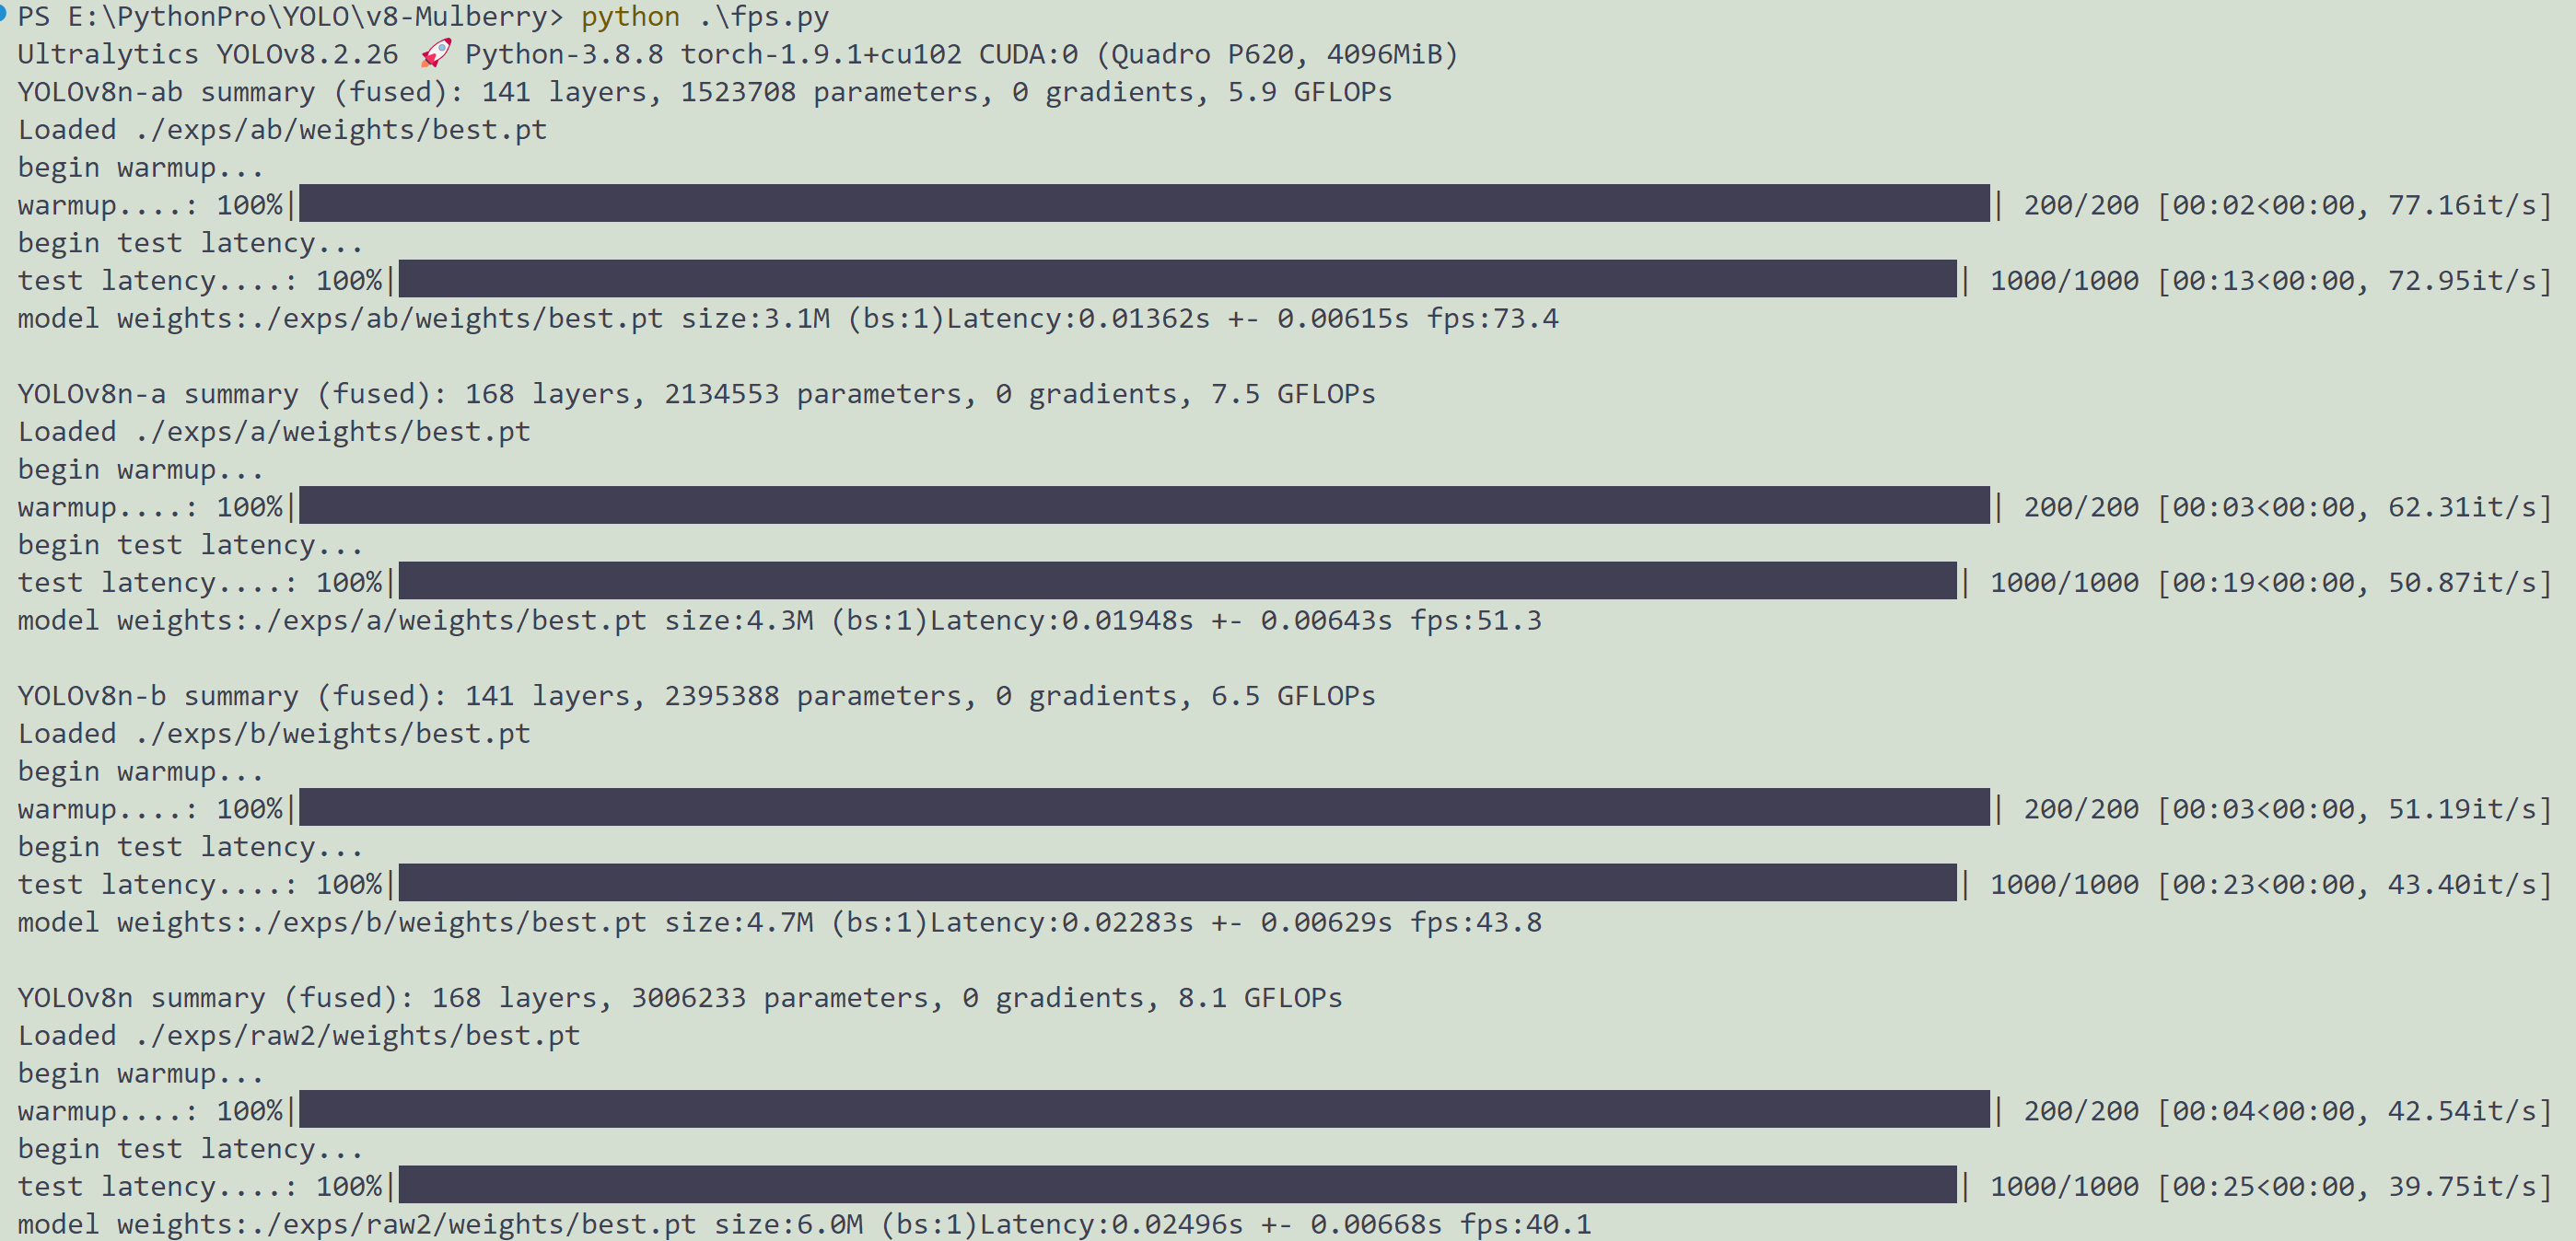 PS E:\PythonPro\YOLO\v8-Mulberry> python .\fps.py
Ultralytics YOLOv8.2.26 🚀 Python-3.8.8 torch-1.9.1+cu102 CUDA:0 (Quadro P620, 4096MiB)
YOLOv8n-ab summary (fused): 141 layers, 1523708 parameters, 0 gradients, 5.9 GFLOPs
Loaded ./exps/ab/weights/best.pt
begin warmup...
warmup....: 100%|██████████| 200/200 [00:02<00:00, 77.16it/s]
begin test latency...
test latency....: 100%|██████████| 1000/1000 [00:13<00:00, 72.95it/s]
model weights:./exps/ab/weights/best.pt size:3.1M (bs:1)Latency:0.01362s +- 0.00615s fps:73.4
YOLOv8n-a summary (fused): 168 layers, 2134553 parameters, 0 gradients, 7.5 GFLOPs
Loaded ./exps/a/weights/best.pt
begin warmup...
warmup....: 100%|██████████| 200/200 [00:03<00:00, 62.31it/s]
begin test latency...
test latency....: 100%|██████████| 1000/1000 [00:19<00:00, 50.87it/s]
model weights:./exps/a/weights/best.pt size:4.3M (bs:1)Latency:0.01948s +- 0.00643s fps:51.3
YOLOv8n-b summary (fused): 141 layers, 2395388 parameters, 0 gradients, 6.5 GFLOPs
Loaded ./exps/b/weights/best.pt
begin warmup...
warmup....: 100%|██████████| 200/200 [00:03<00:00, 51.19it/s]
begin test latency...
test latency....: 100%|██████████| 1000/1000 [00:23<00:00, 43.40it/s]
model weights:./exps/b/weights/best.pt size:4.7M (bs:1)Latency:0.02283s +- 0.00629s fps:43.8
YOLOv8n summary (fused): 168 layers, 3006233 parameters, 0 gradients, 8.1 GFLOPs
Loaded ./exps/raw2/weights/best.pt
begin warmup...
warmup....: 100%|██████████| 200/200 [00:04<00:00, 42.54it/s]
begin test latency...
test latency....: 100%|██████████| 1000/1000 [00:25<00:00, 39.75it/s]
model weights:./exps/raw2/weights/best.pt size:6.0M (bs:1)Latency:0.02496s +- 0.00668s fps:40.1